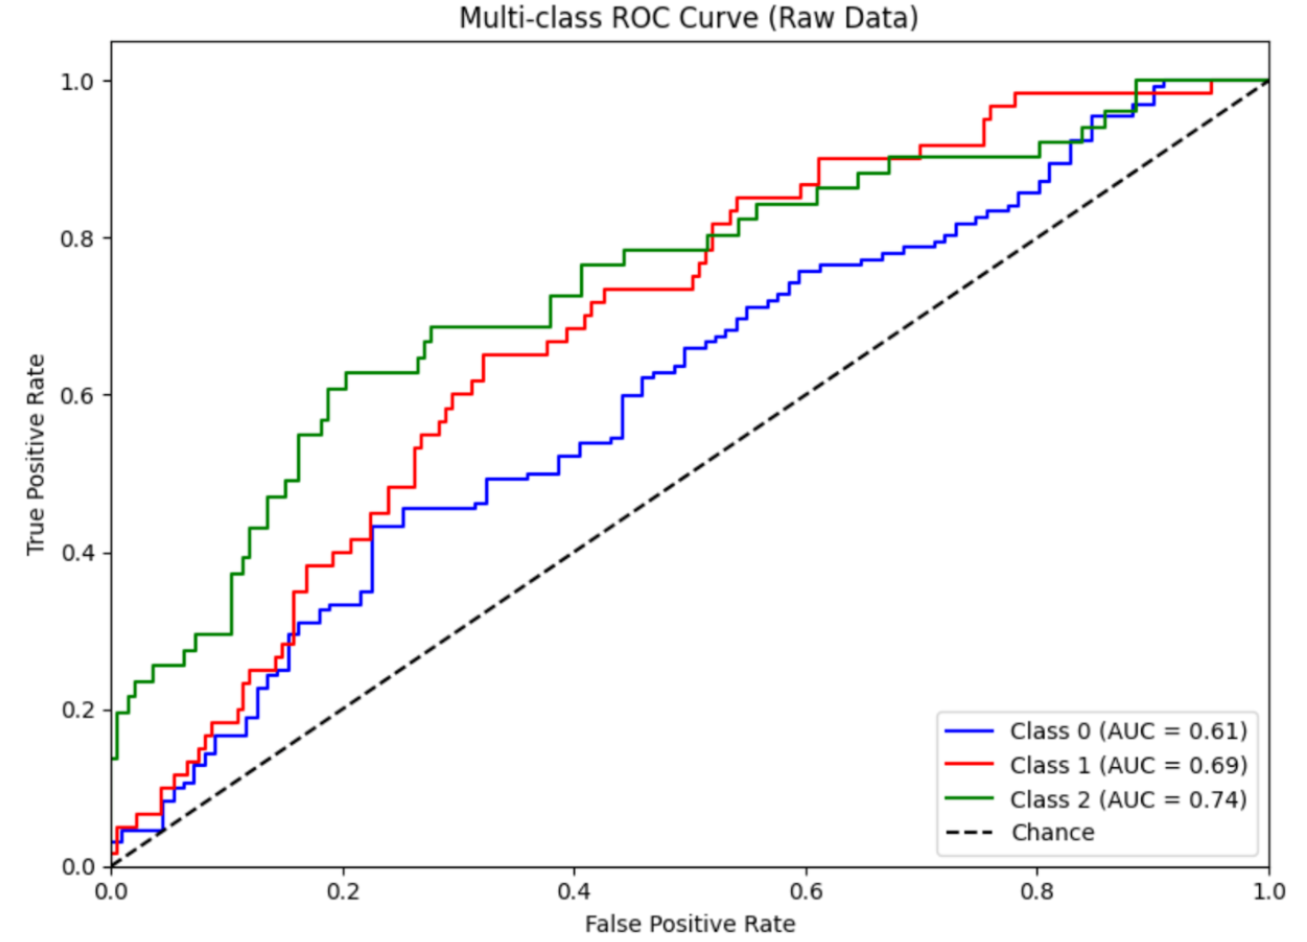 Multi-class ROC Curve (Raw Data)
True Positive Rate
1.0
0.8
0.6
0.4
0.2
0.0
0.0 0.2 0.4 0.6 0.8 1.0
False Positive Rate
Class 0 (AUC = 0.61)
Class 1 (AUC = 0.69)
Class 2 (AUC = 0.74)
Chance